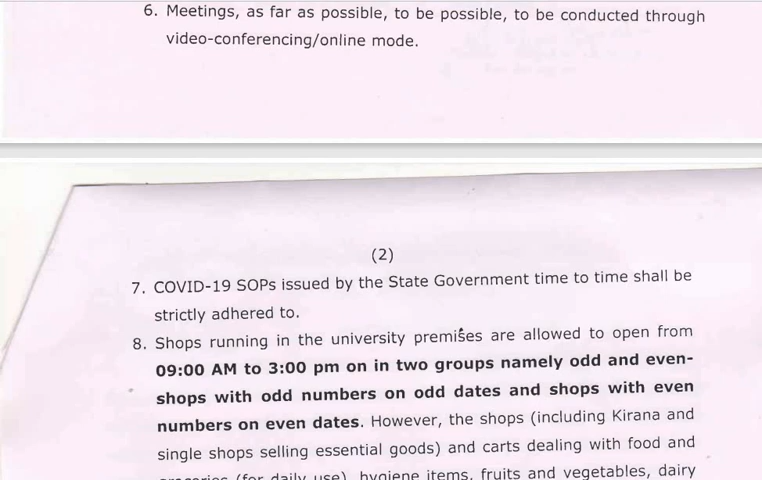 6. Meetings, as far as possible, to be possible, to be conducted through
video-conferencing/online mode.
(2)
7. COVID-19 SOPs issued by the State Government time to time shall be
strictly adhered to.
8. Shops running in the university premises are allowed to open from
09:00 AM to 3:00 pm on in two groups namely odd and even-
shops with odd numbers on odd dates and shops with even
numbers on even dates. However, the shops (including Kirana and
single shops selling essential goods) and carts dealing with food and
groceries (for daily use), hygiene items, fruits and vegetables, dairy